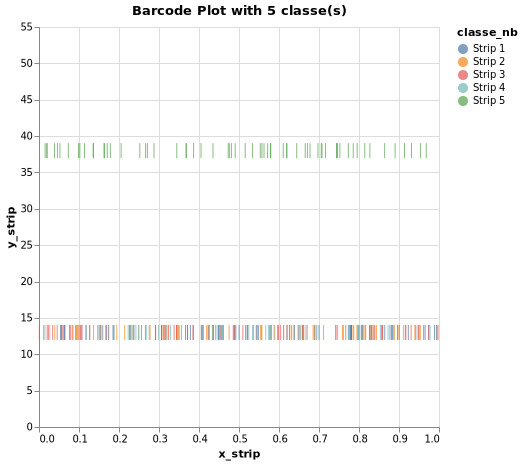 Barcode Plot with 5 classe(s)
classe_nb
Strip 1
Strip 2
Strip 3
Strip 4
Strip 5
55
50
45
40
35
30
25
20
15
10
5
0
y_strip
0.0 0.1 0.2 0.3 0.4 0.5 0.6 0.7 0.8 0.9 1.0
x_strip